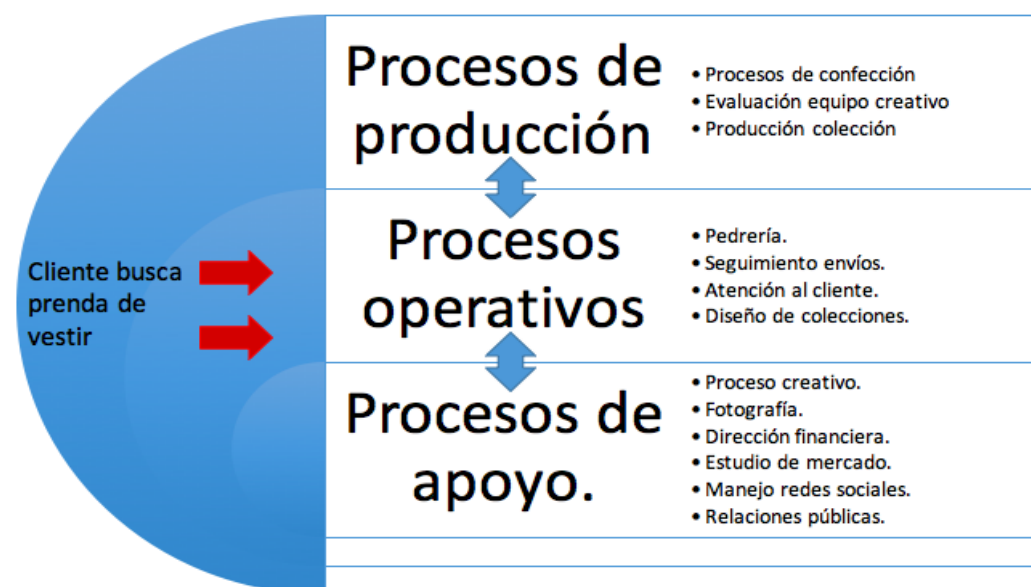 Cliente busca
prenda de
vestir
Procesos de
producción
• Procesos de confección
• Evaluación equipo creativo
• Producción colección
Procesos
operativos
• Pedrería.
• Seguimiento envíos.
• Atención al cliente.
• Diseño de colecciones.
Procesos de
apoyo.
• Proceso creativo.
• Fotografía.
• Dirección financiera.
• Estudio de mercado.
• Manejo redes sociales.
• Relaciones públicas.